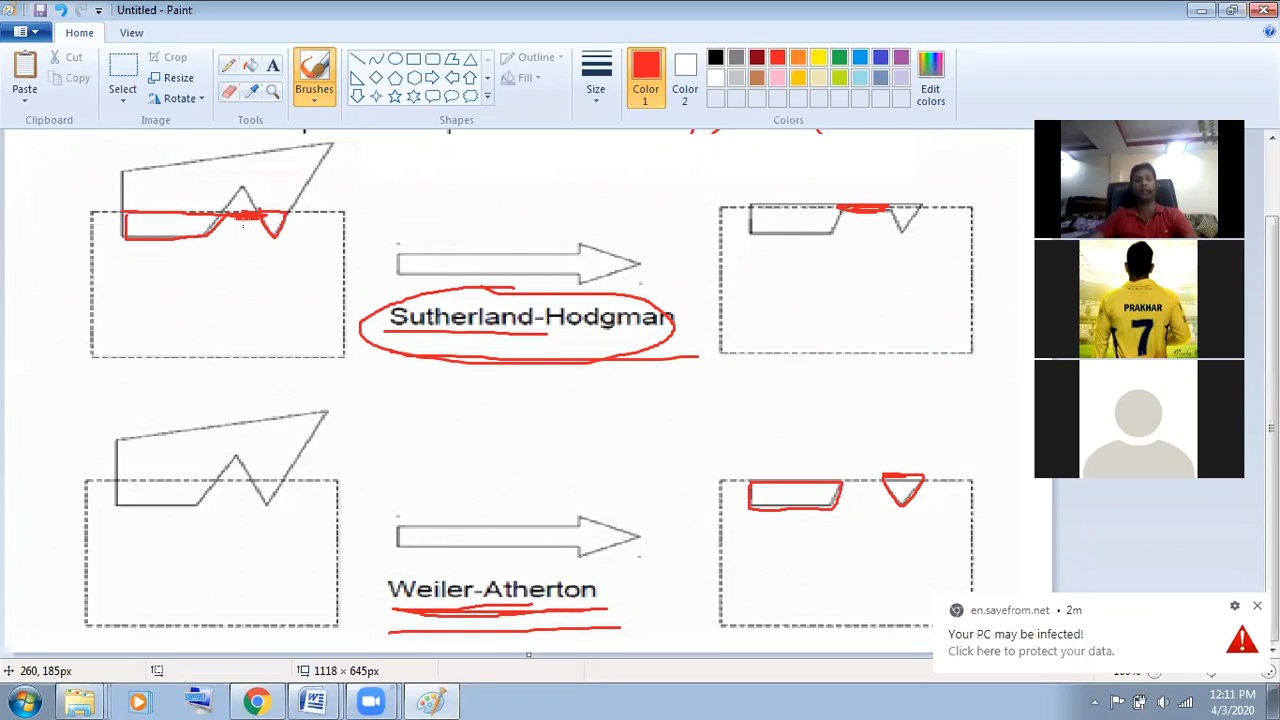 Untitled - Paint
Home
View
Paste
Cut
Copy
Clipboard
Select
Crop
Resize
Rotate
Image
A
Tools
Brushes
Outline
Fill
Shapes
Size
Color 1
Color 2
Edit colors
Colors
Sutherland-Hodgman
Weiler-Atherton
PRAKHAR
7
en.savefrom.net • 2m
Your PC may be infected!
Click here to protect your data.
260, 185px
1118 × 645px
12:11 PM
4/3/2020